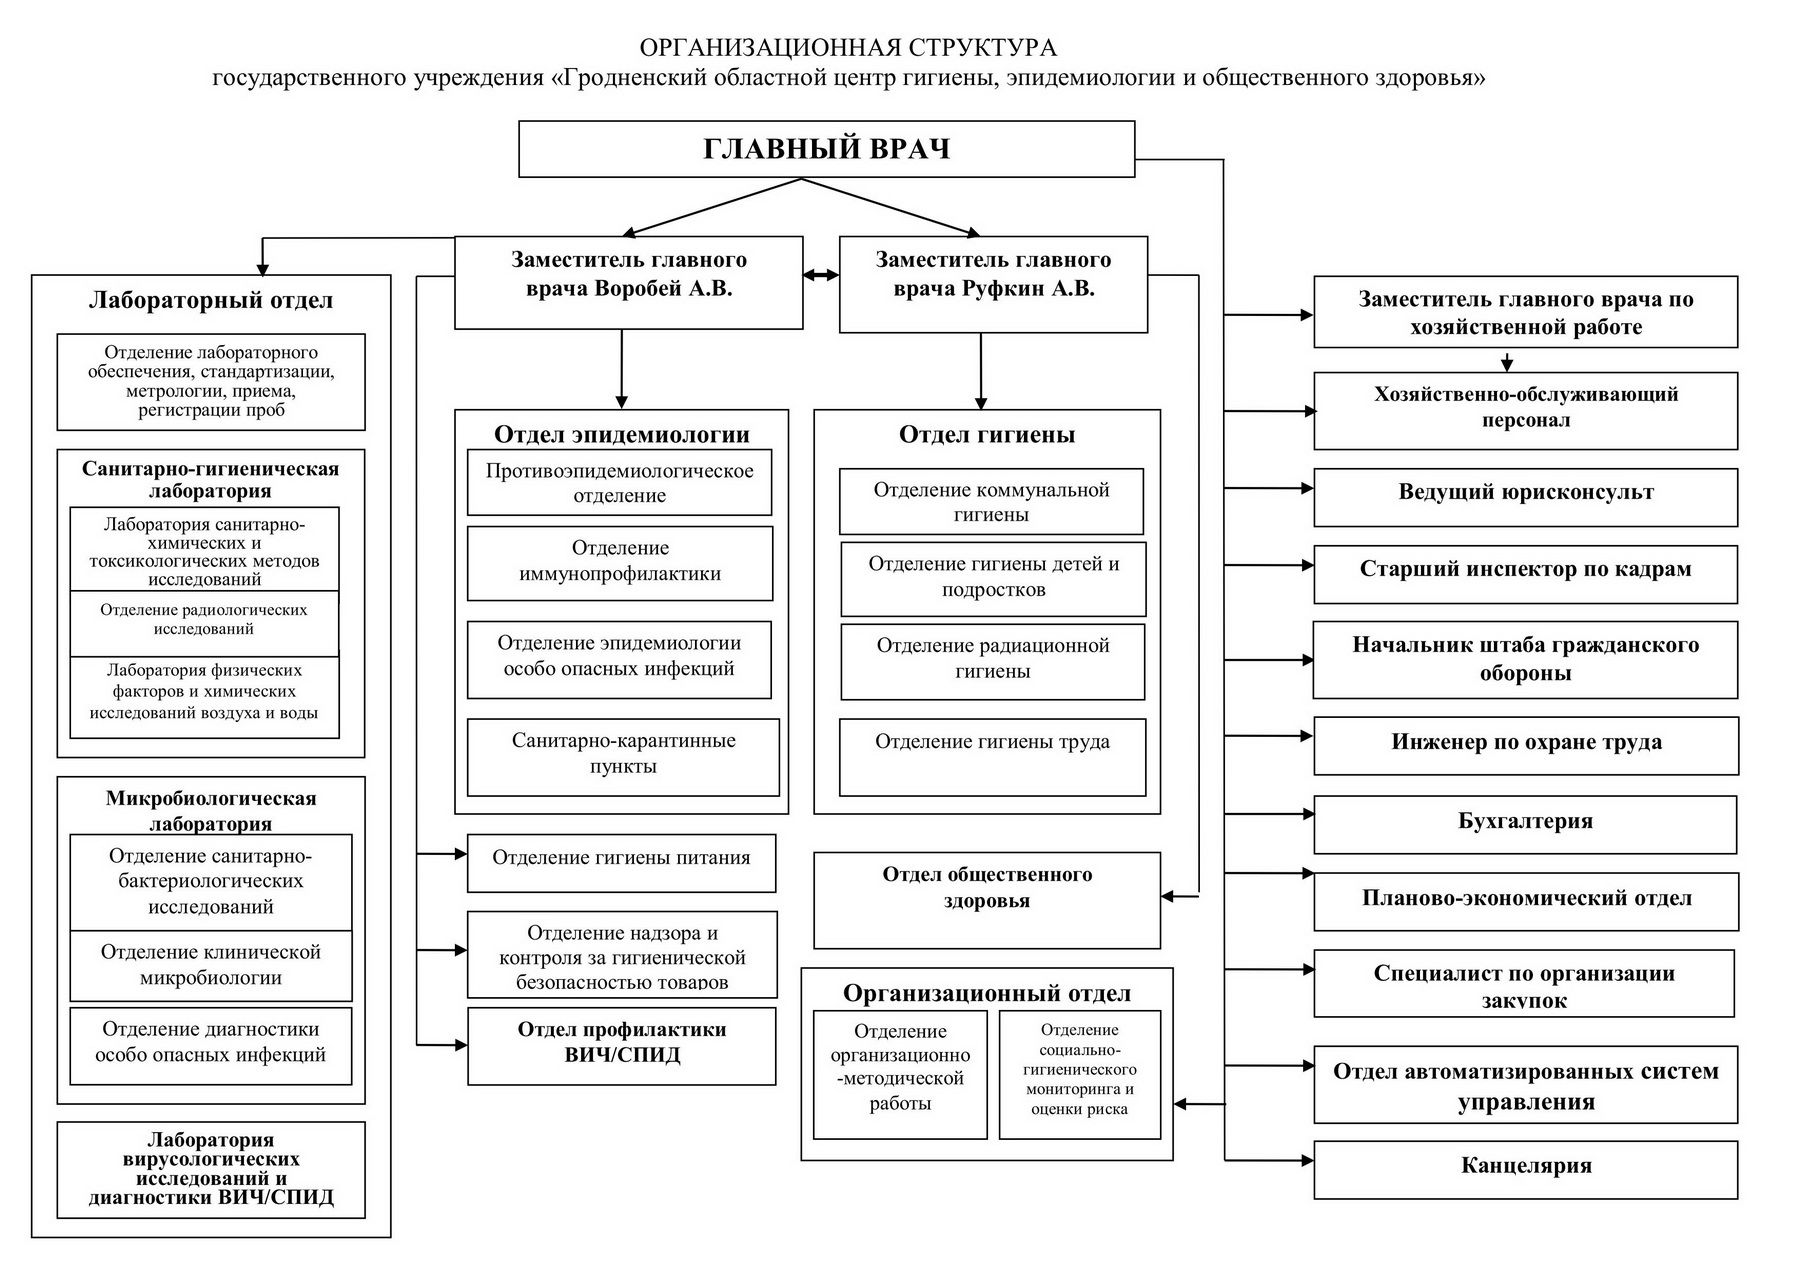 ОРГАНИЗАЦИОННАЯ СТРУКТУРА
государственного учреждения «Гродненский областной центр гигиены, эпидемиологии и общественного здоровья»
ГЛАВНЫЙ ВРАЧ
Заместитель главного
врача Воробей А.В.
Заместитель главного
врача Руфкин А.В.
Лабораторный отдел
Отделение лабораторного
обеспечения, стандартизации,
метрологии, приема,
регистрации проб
Санитарно-гигиеническая
лаборатория
Лаборатория санитарно-
химических и
токсикологических методов
исследований
Отделение радиологических
исследований
Лаборатория физических
факторов и химических
исследований воздуха и воды
Микробиологическая
лаборатория
Отделение санитарно-
бактериологических
исследований
Отделение клинической
микробиологии
Отделение диагностики
особо опасных инфекций
Лаборатория
вирусологических
исследований и
диагностики ВИЧ/СПИД
Отдел эпидемиологии
Противоэпидемиологическое
отделение
Отделение
иммунопрофилактики
Отделение эпидемиологии
особо опасных инфекций
Санитарно-карантинные
пункты
Отделение гигиены питания
Отделение надзора и
контроля за гигиенической
безопасностью товаров
Отдел профилактики
ВИЧ/СПИД
Отдел гигиены
Отделение коммунальной
гигиены
Отделение гигиены детей и
подростков
Отделение радиационной
гигиены
Отделение гигиены труда
Отдел общественного
здоровья
Организационный отдел
Отделение
организационно
-методической
работы
Отделение
социально-
гигиенического
мониторинга и
оценки риска
Заместитель главного врача по
хозяйственной работе
Хозяйственно-обслуживающий
персонал
Ведущий юрисконсульт
Старший инспектор по кадрам
Начальник штаба гражданского
обороны
Инженер по охране труда
Бухгалтерия
Планово-экономический отдел
Специалист по организации
закупок
Отдел автоматизированных систем
управления
Канцелярия